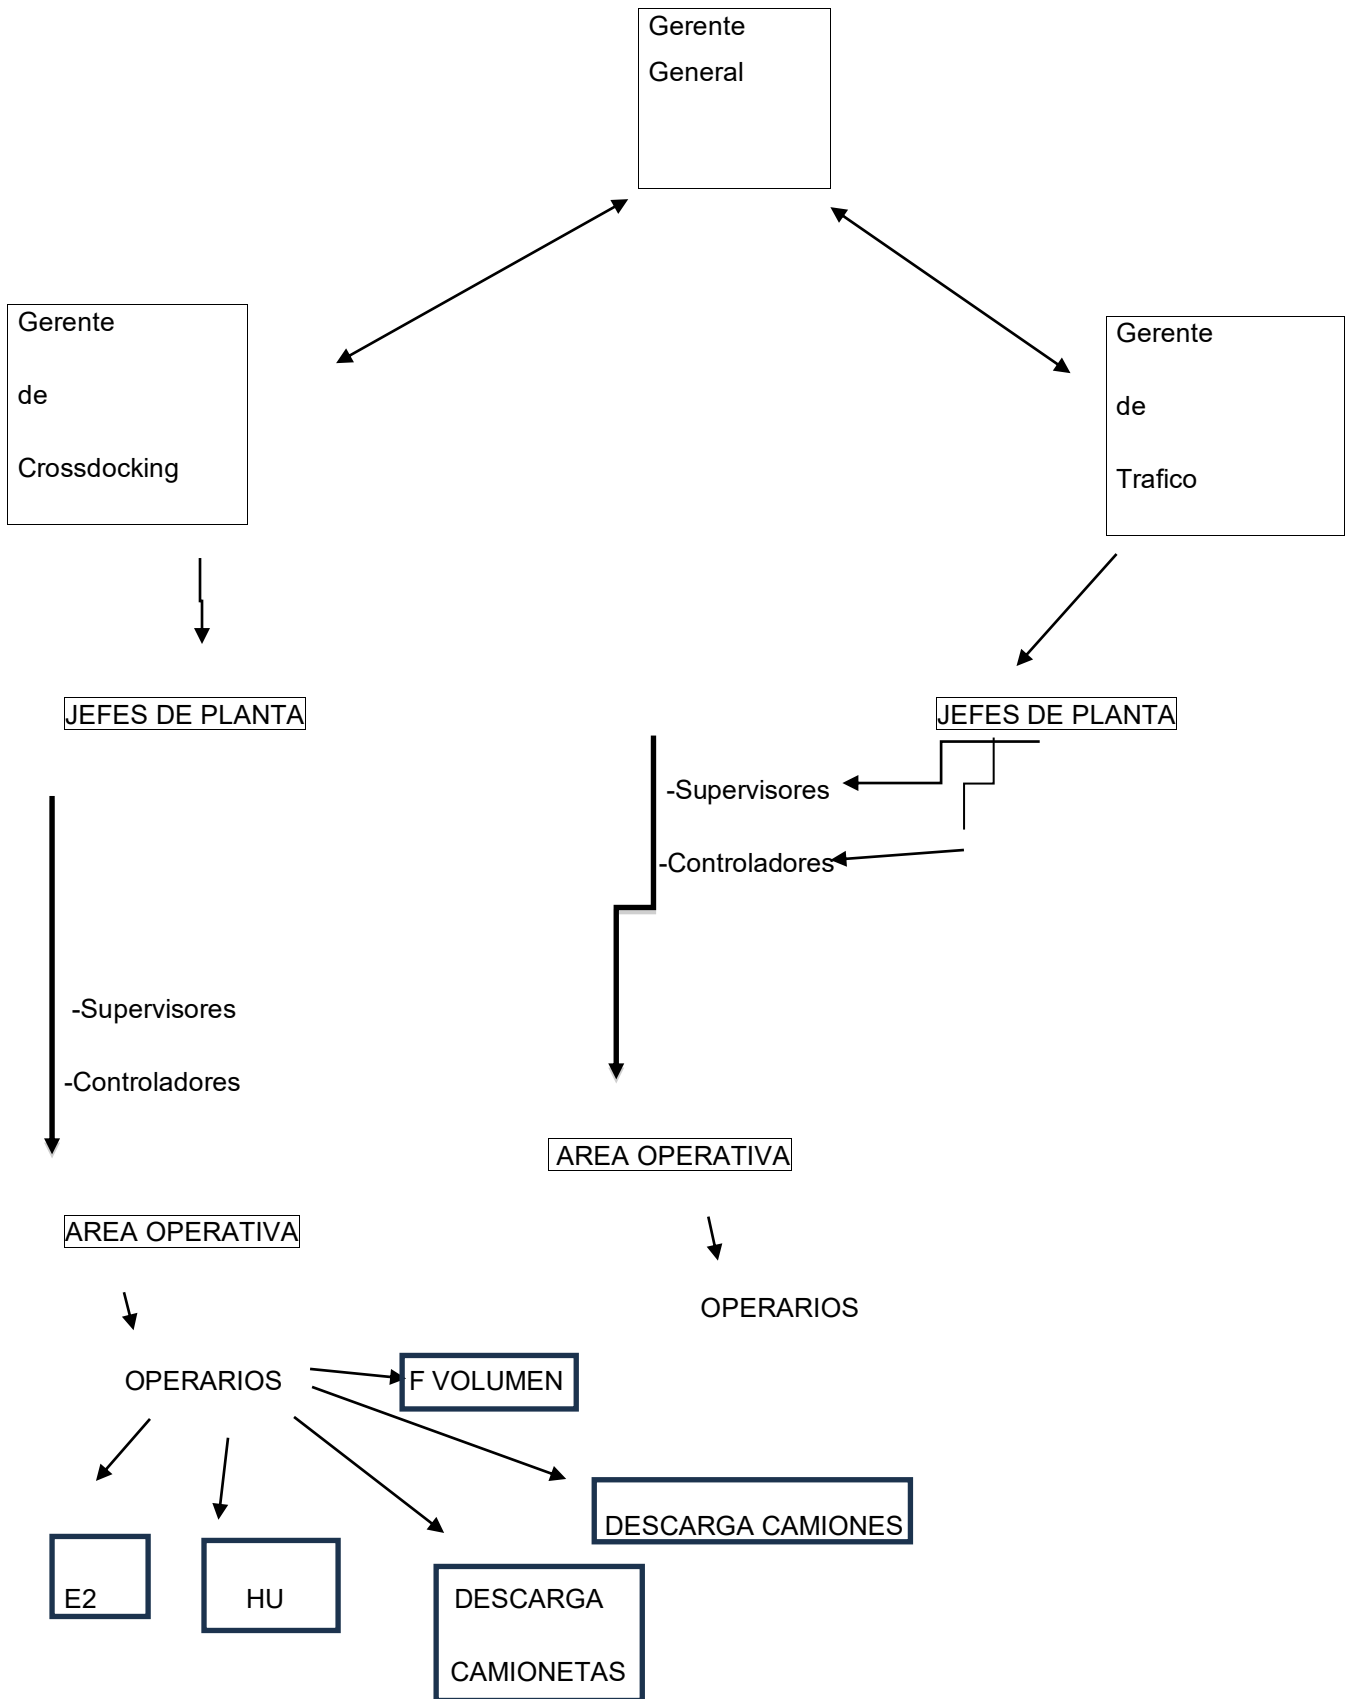 Gerente
General
Gerente
de
Crossdocking
Gerente
de
Trafico
JEFES DE PLANTA
JEFES DE PLANTA
-Supervisores
-Controladores
-Supervisores
-Controladores
AREA OPERATIVA
AREA OPERATIVA
OPERARIOS
OPERARIOS
F VOLUMEN
DESCARGA CAMIONES
E2
HU
DESCARGA
CAMIONETAS